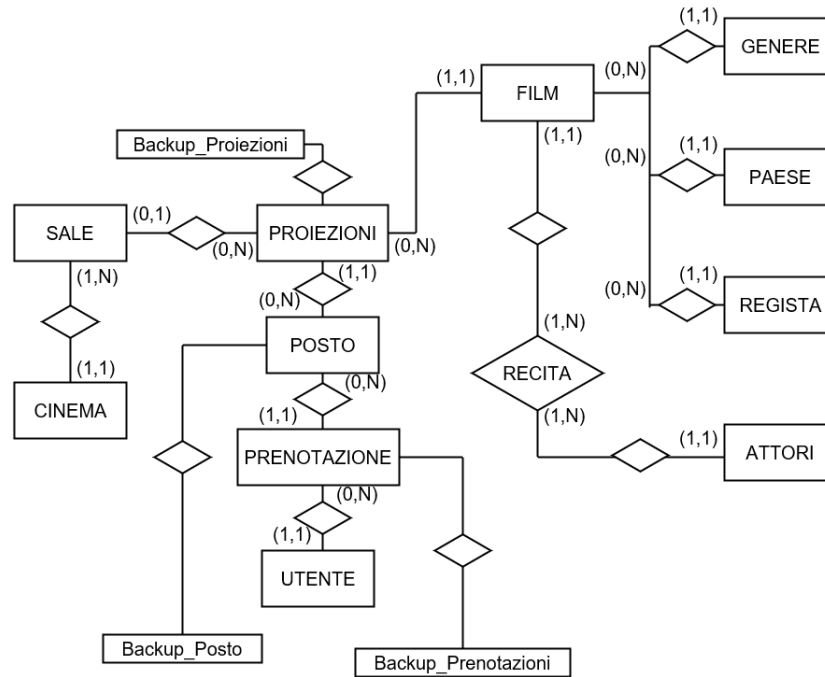 (1,1)
GENERE
(1,1)
FILM
(0,N)
(1,1)
Backup_Proiezioni
(0,N)
(1,1)
PAESE
SALE
(0,1)
(0,N)
PROIEZIONI
(0,N)
(1,N)
(1,1)
(0,N)
(1,1)
REGISTA
(0,N)
POSTO
(1,N)
RECITA
(1,N)
(0,N)
(1,1)
CINEMA
(1,1)
PRENOTAZIONE
(0,N)
(1,1)
ATTORI
(1,1)
UTENTE
Backup_Posto
Backup_Prenotazioni